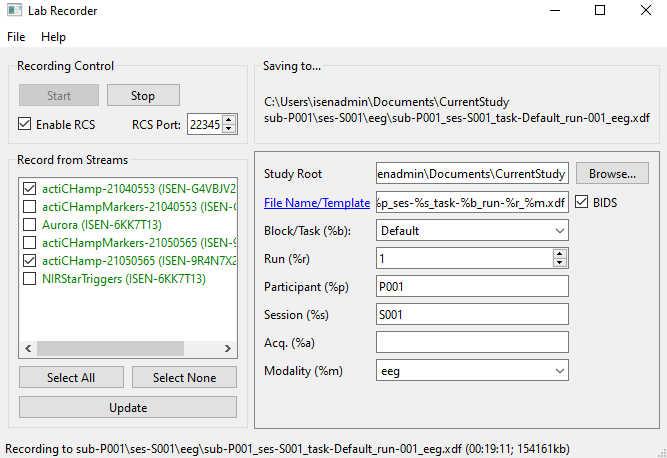 Lab Recorder
File Help
Recording Control
Start Stop
Enable RCS RCS Port: 22345
Record from Streams
actiCHamp-21040553 (ISEN-G4VBJV2
actiCHampMarkers-21040553 (ISEN-G
Aurora (ISEN-6KK7T13)
actiCHampMarkers-21050565 (ISEN-9
actiCHamp-21050565 (ISEN-9R4N7X2
NIRStarTriggers (ISEN-6KK7T13)
Select All Select None
Update
Saving to...
C:\Users\isenadmin\Documents\CurrentStudy
sub-P001\ses-S001\eeg\sub-P001_ses-S001_task-Default_run-001_eeg.xdf
Study Root enadmin\Documents\CurrentStudy Browse...
File Name/Template %p_ses-%s_task-%b_run-%r_%m.xdf BIDS
Block/Task (%b): Default
Run (%r) 1
Participant (%p) P001
Session (%s) S001
Acq. (%a)
Modality (%m) eeg
Recording to sub-P001\ses-S001\eeg\sub-P001_ses-S001_task-Default_run-001_eeg.xdf (00:19:11; 154161kb)